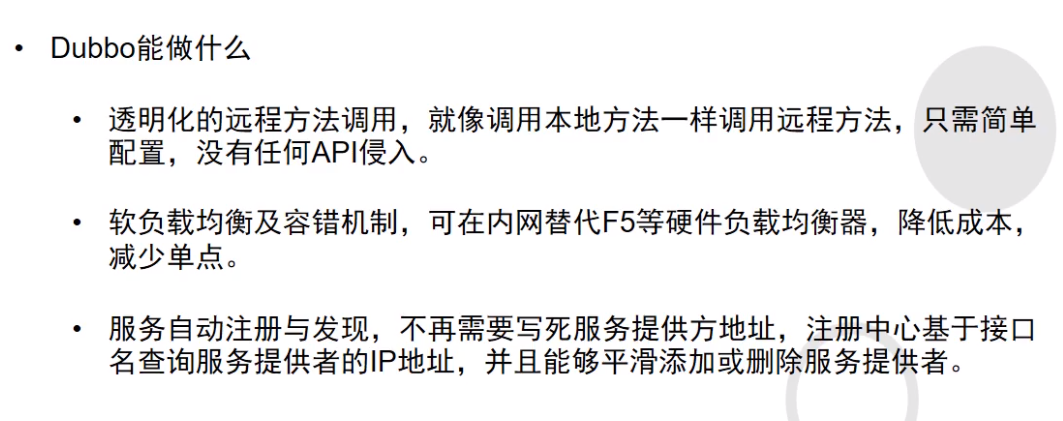 • Dubbo能做什么
• 透明化的远程方法调用，就像调用本地方法一样调用远程方法，只需简单
配置，没有任何API侵入。
• 软负载均衡及容错机制，可在内网替代F5等硬件负载均衡器，降低成本，
减少单点。
• 服务自动注册与发现，不再需要写死服务提供方地址，注册中心基于接口
名查询服务提供者的IP地址，并且能够平滑添加或删除服务提供者。